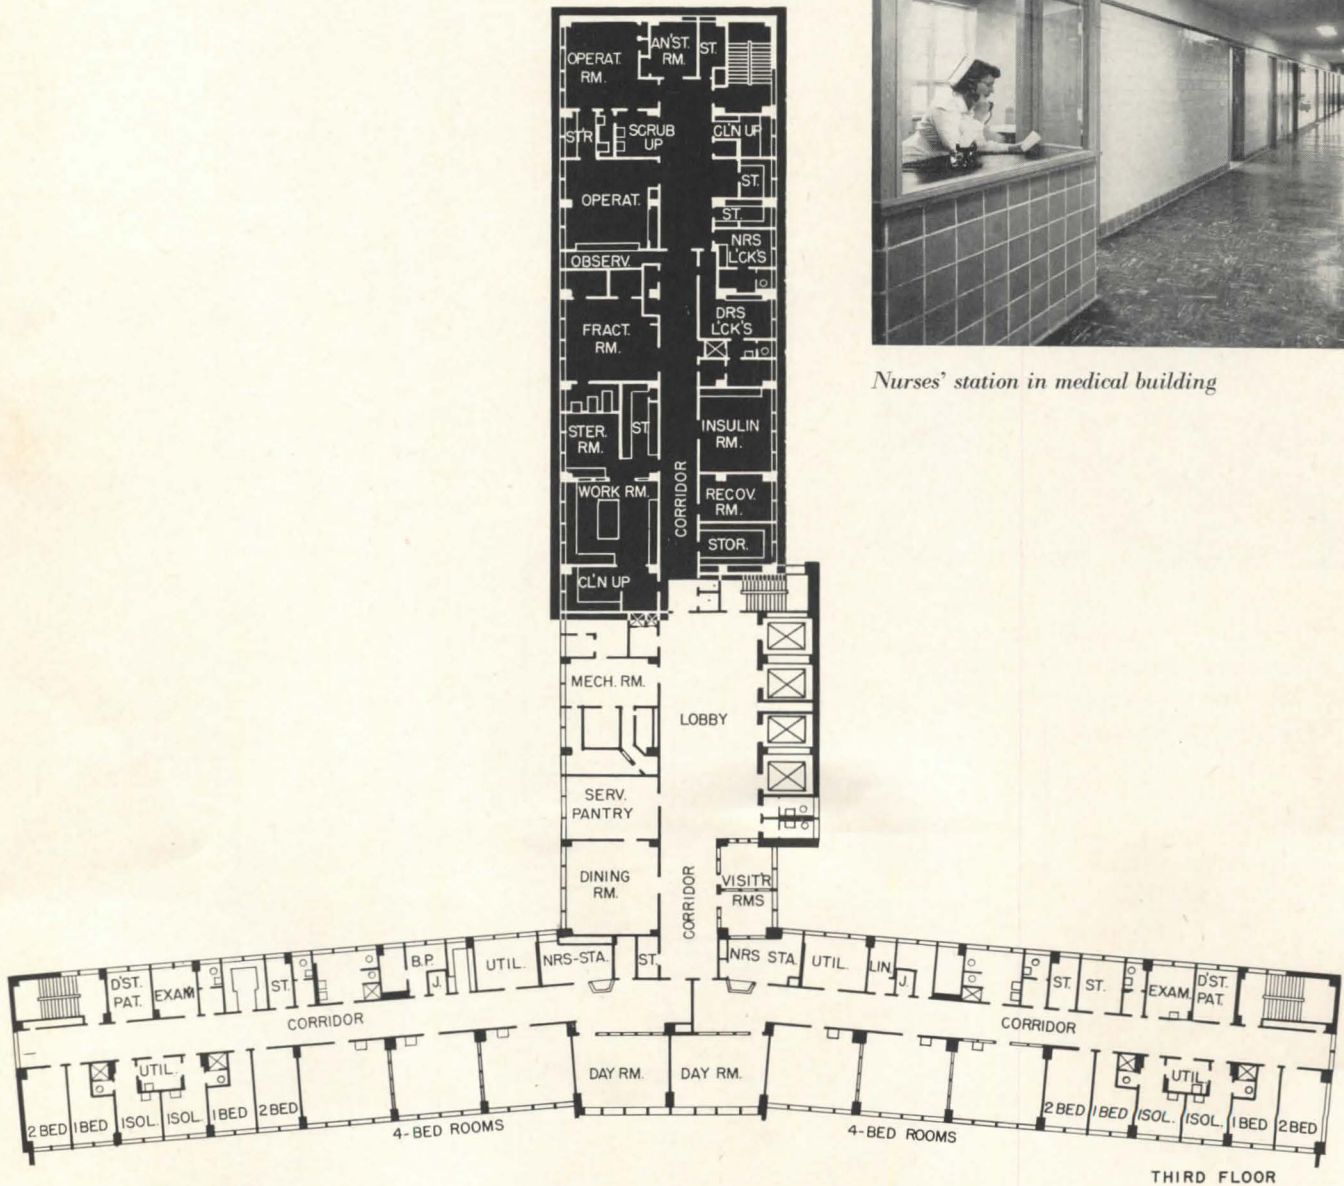 OPERAT.
RM.
AN'ST.
RM.
ST.
STR
SCRUB
UP
CL'N UP
ST.
OPERAT.
ST.
NRS
L'CK'S
OBSERV.
DRS
L'CK'S
FRACT.
RM.
STER.
RM.
ST.
INSULIN
RM.
WORK RM.
RECOV.
RM.
CORRIDOR
STOR.
CL'N UP
Nurses' station in medical building
MECH. RM.
LOBBY
SERV.
PANTRY
DINING
RM.
CORRIDOR
VISIT'R
RMS
D'ST.
PAT.
EXAM
ST.
B.P.
J.
UTIL.
NRS-STA.
ST.
NRS STA.
UTIL.
LIN.
J.
ST.
ST.
EXAM.
D'ST.
PAT.
CORRIDOR
CORRIDOR
2 BED
1 BED
UTIL.
ISOL.
ISOL.
1 BED
2 BED
4-BED ROOMS
DAY RM.
DAY RM.
4-BED ROOMS
2 BED
1 BED
UTIL.
ISOL.
ISOL.
1 BED
2 BED
THIRD FLOOR